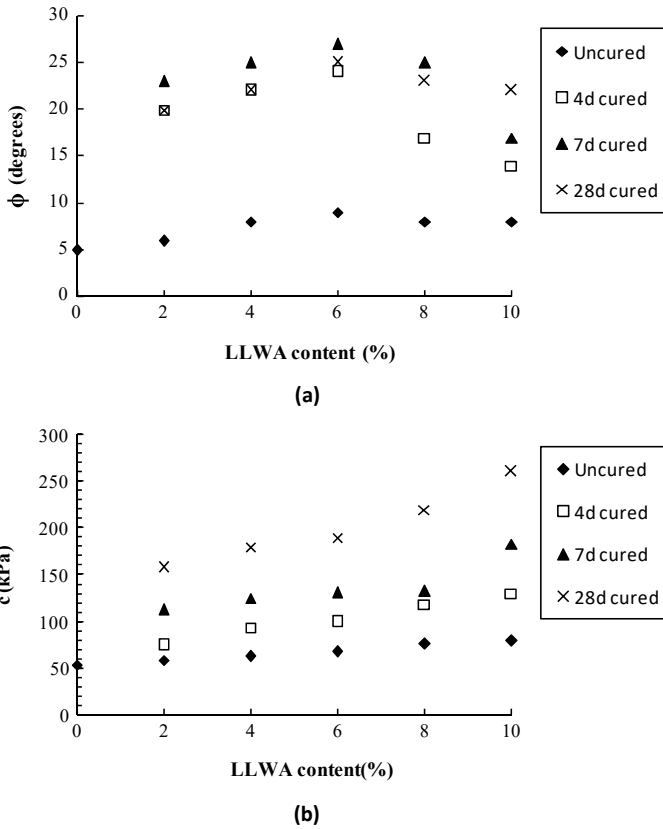 30
25
20
15
10
5
0
ϕ (degrees)
0 2 4 6 8 10
LLWA content (%)
Uncured
4d cured
7d cured
28d cured
(a)
300
250
200
150
100
50
0
c (kPa)
0 2 4 6 8 10
LLWA content(%)
Uncured
4d cured
7d cured
28d cured
(b)